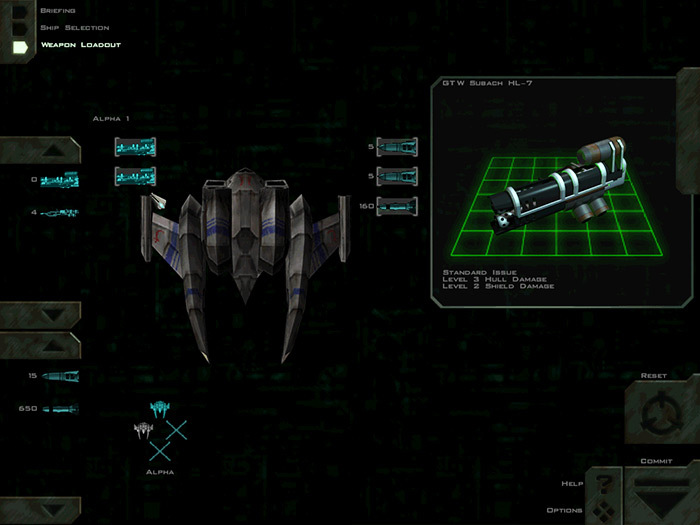 Briefing
Ship Selection
Weapon Loadout
GTW Subach HL-7
Alpha 1
5
0
5
4
160
Standard Issue
Level 3 Hull Damage
Level 2 Shield Damage
15
Reset
650
Alpha
Commit
Help
Options